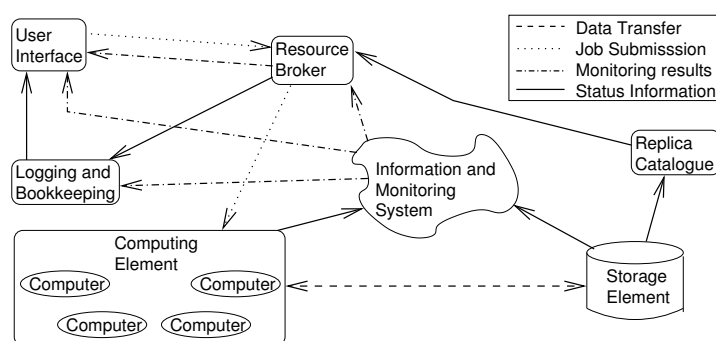 User
Interface
Resource
Broker
Data Transfer
Job Submisssion
Monitoring results
Status Information
Replica
Catalogue
Logging and
Bookkeeping
Information and
Monitoring
System
Computing
Element
Computer
Computer
Computer
Computer
Storage
Element